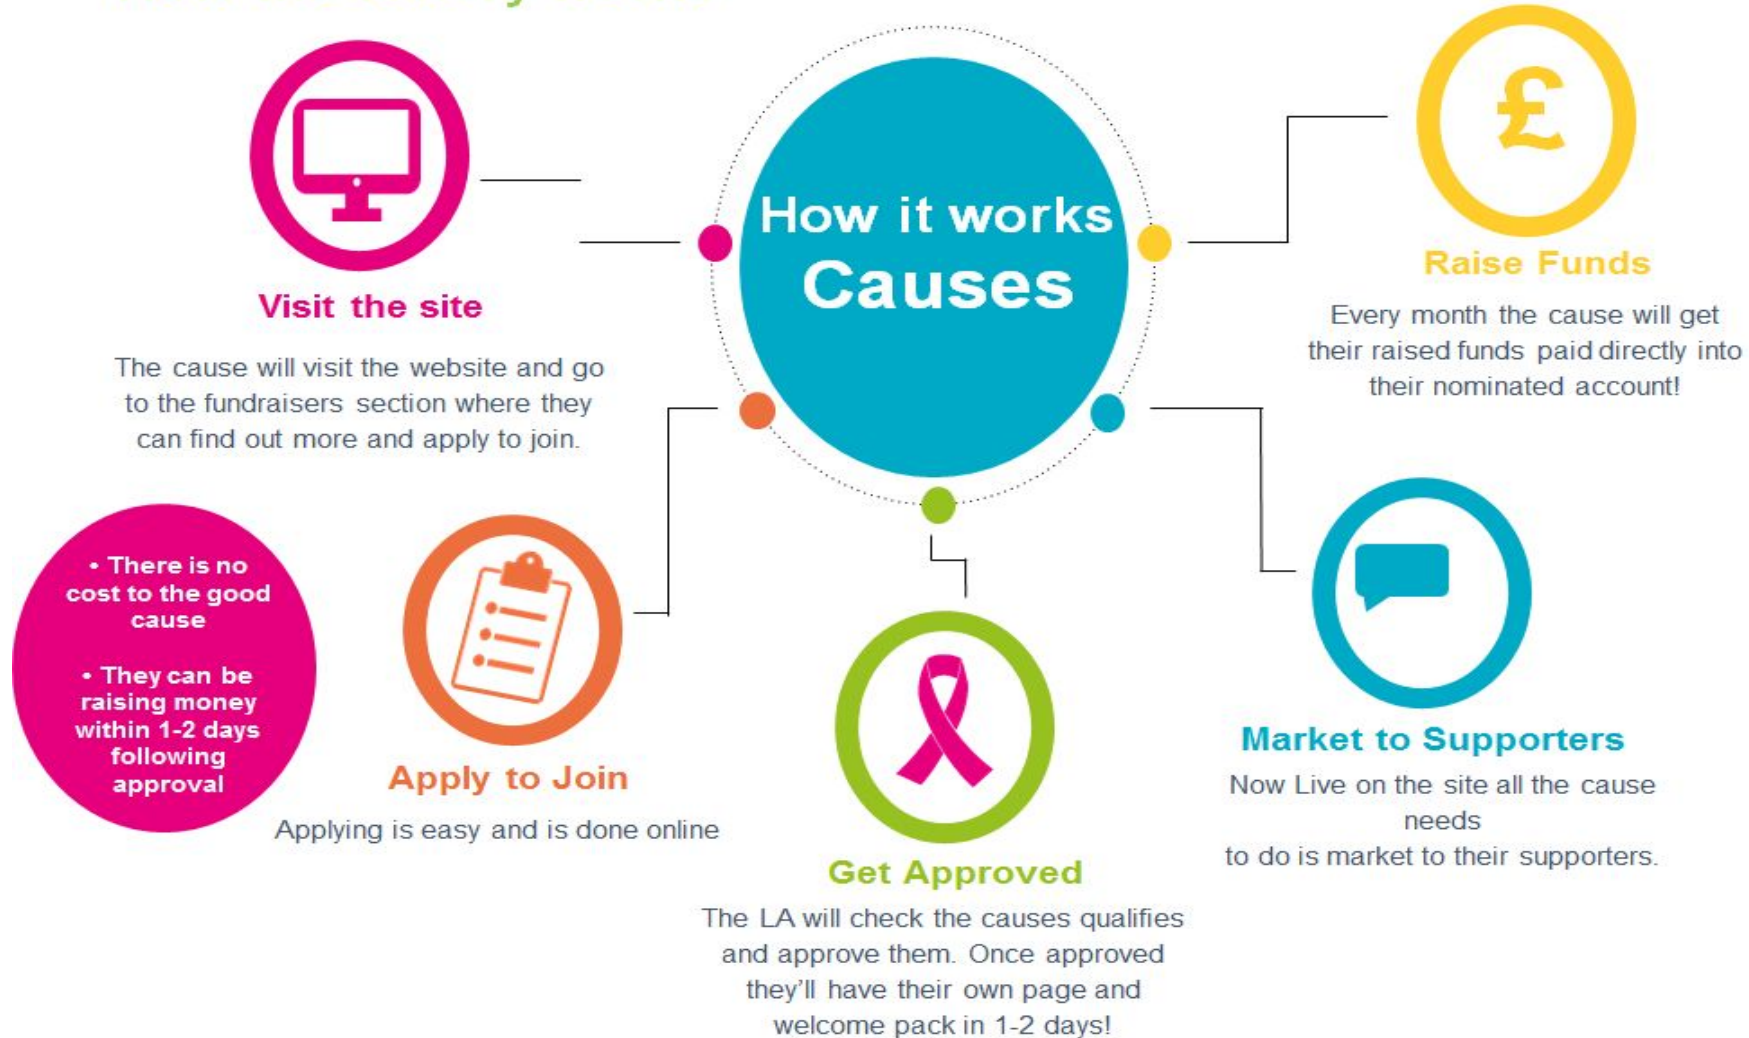 How it works
Causes
Visit the site
The cause will visit the website and go
to the fundraisers section where they
can find out more and apply to join.
• There is no
cost to the good
cause
• They can be
raising money
within 1-2 days
following
approval
Apply to Join
Applying is easy and is done online
Get Approved
The LA will check the causes qualifies
and approve them. Once approved
they'll have their own page and
welcome pack in 1-2 days!
Market to Supporters
Now Live on the site all the cause
needs
to do is market to their supporters.
£
Raise Funds
Every month the cause will get
their raised funds paid directly into
their nominated account!